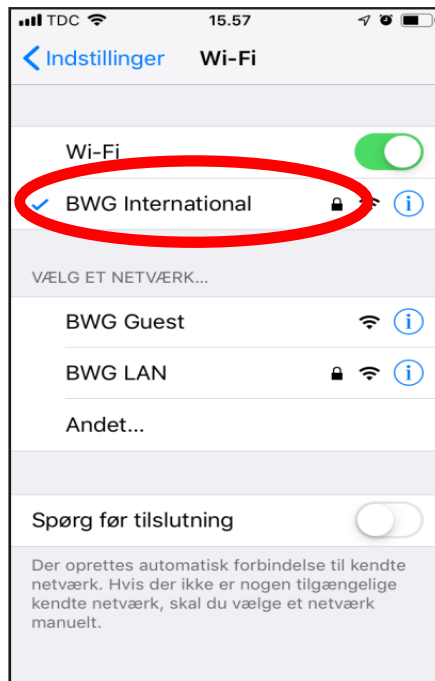 TDC 15.57
Indstillinger Wi-Fi
Wi-Fi
BWG International
VÆLG ET NETVÆRK...
BWG Guest
BWG LAN
Andet...
Spørg før tilslutning
Der oprettes automatisk forbindelse til kendte
netværk. Hvis der ikke er nogen tilgængelige
kendte netværk, skal du vælge et netværk
manuelt.